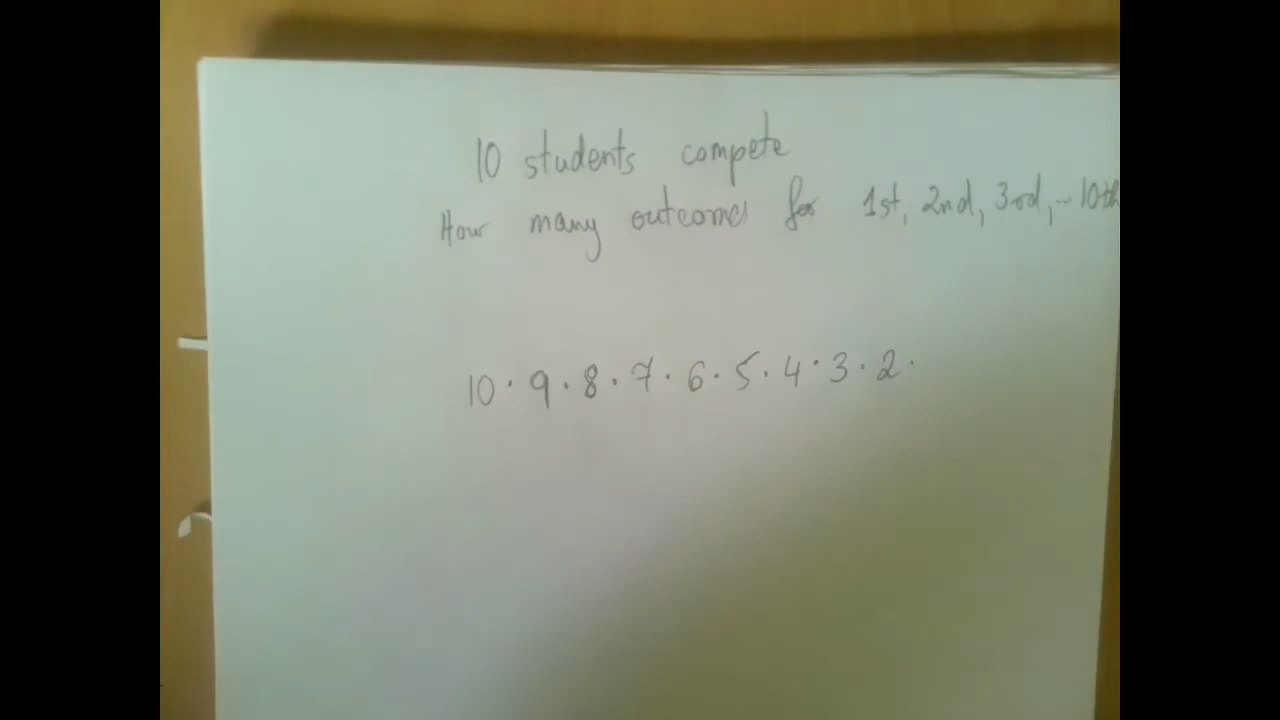 10 students compete
How many outcomes for 1st, 2nd, 3rd, ... 10th
10 · 9 · 8 · 7 · 6 · 5 · 4 · 3 · 2 ·